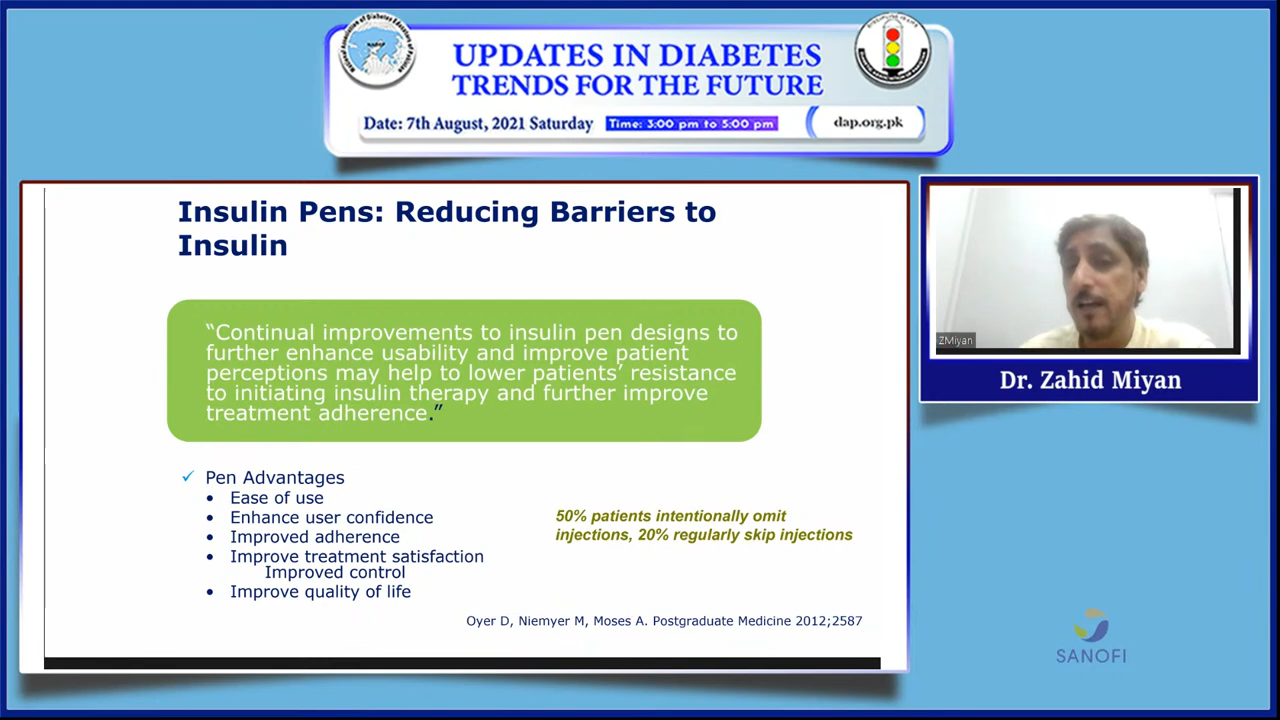 UPDATES IN DIABETES
TRENDS FOR THE FUTURE
Date: 7th August, 2021 Saturday
Time: 3:00 pm to 5:00 pm
dap.org.pk
Insulin Pens: Reducing Barriers to
Insulin
“Continual improvements to insulin pen designs to
further enhance usability and improve patient
perceptions may help to lower patients’ resistance
to initiating insulin therapy and further improve
treatment adherence.”
✓ Pen Advantages
• Ease of use
• Enhance user confidence
• Improved adherence
• Improve treatment satisfaction
Improved control
• Improve quality of life
50% patients intentionally omit
injections, 20% regularly skip injections
Oyer D, Niemyer M, Moses A. Postgraduate Medicine 2012;2587
ZMiyan
Dr. Zahid Miyan
SANOFI